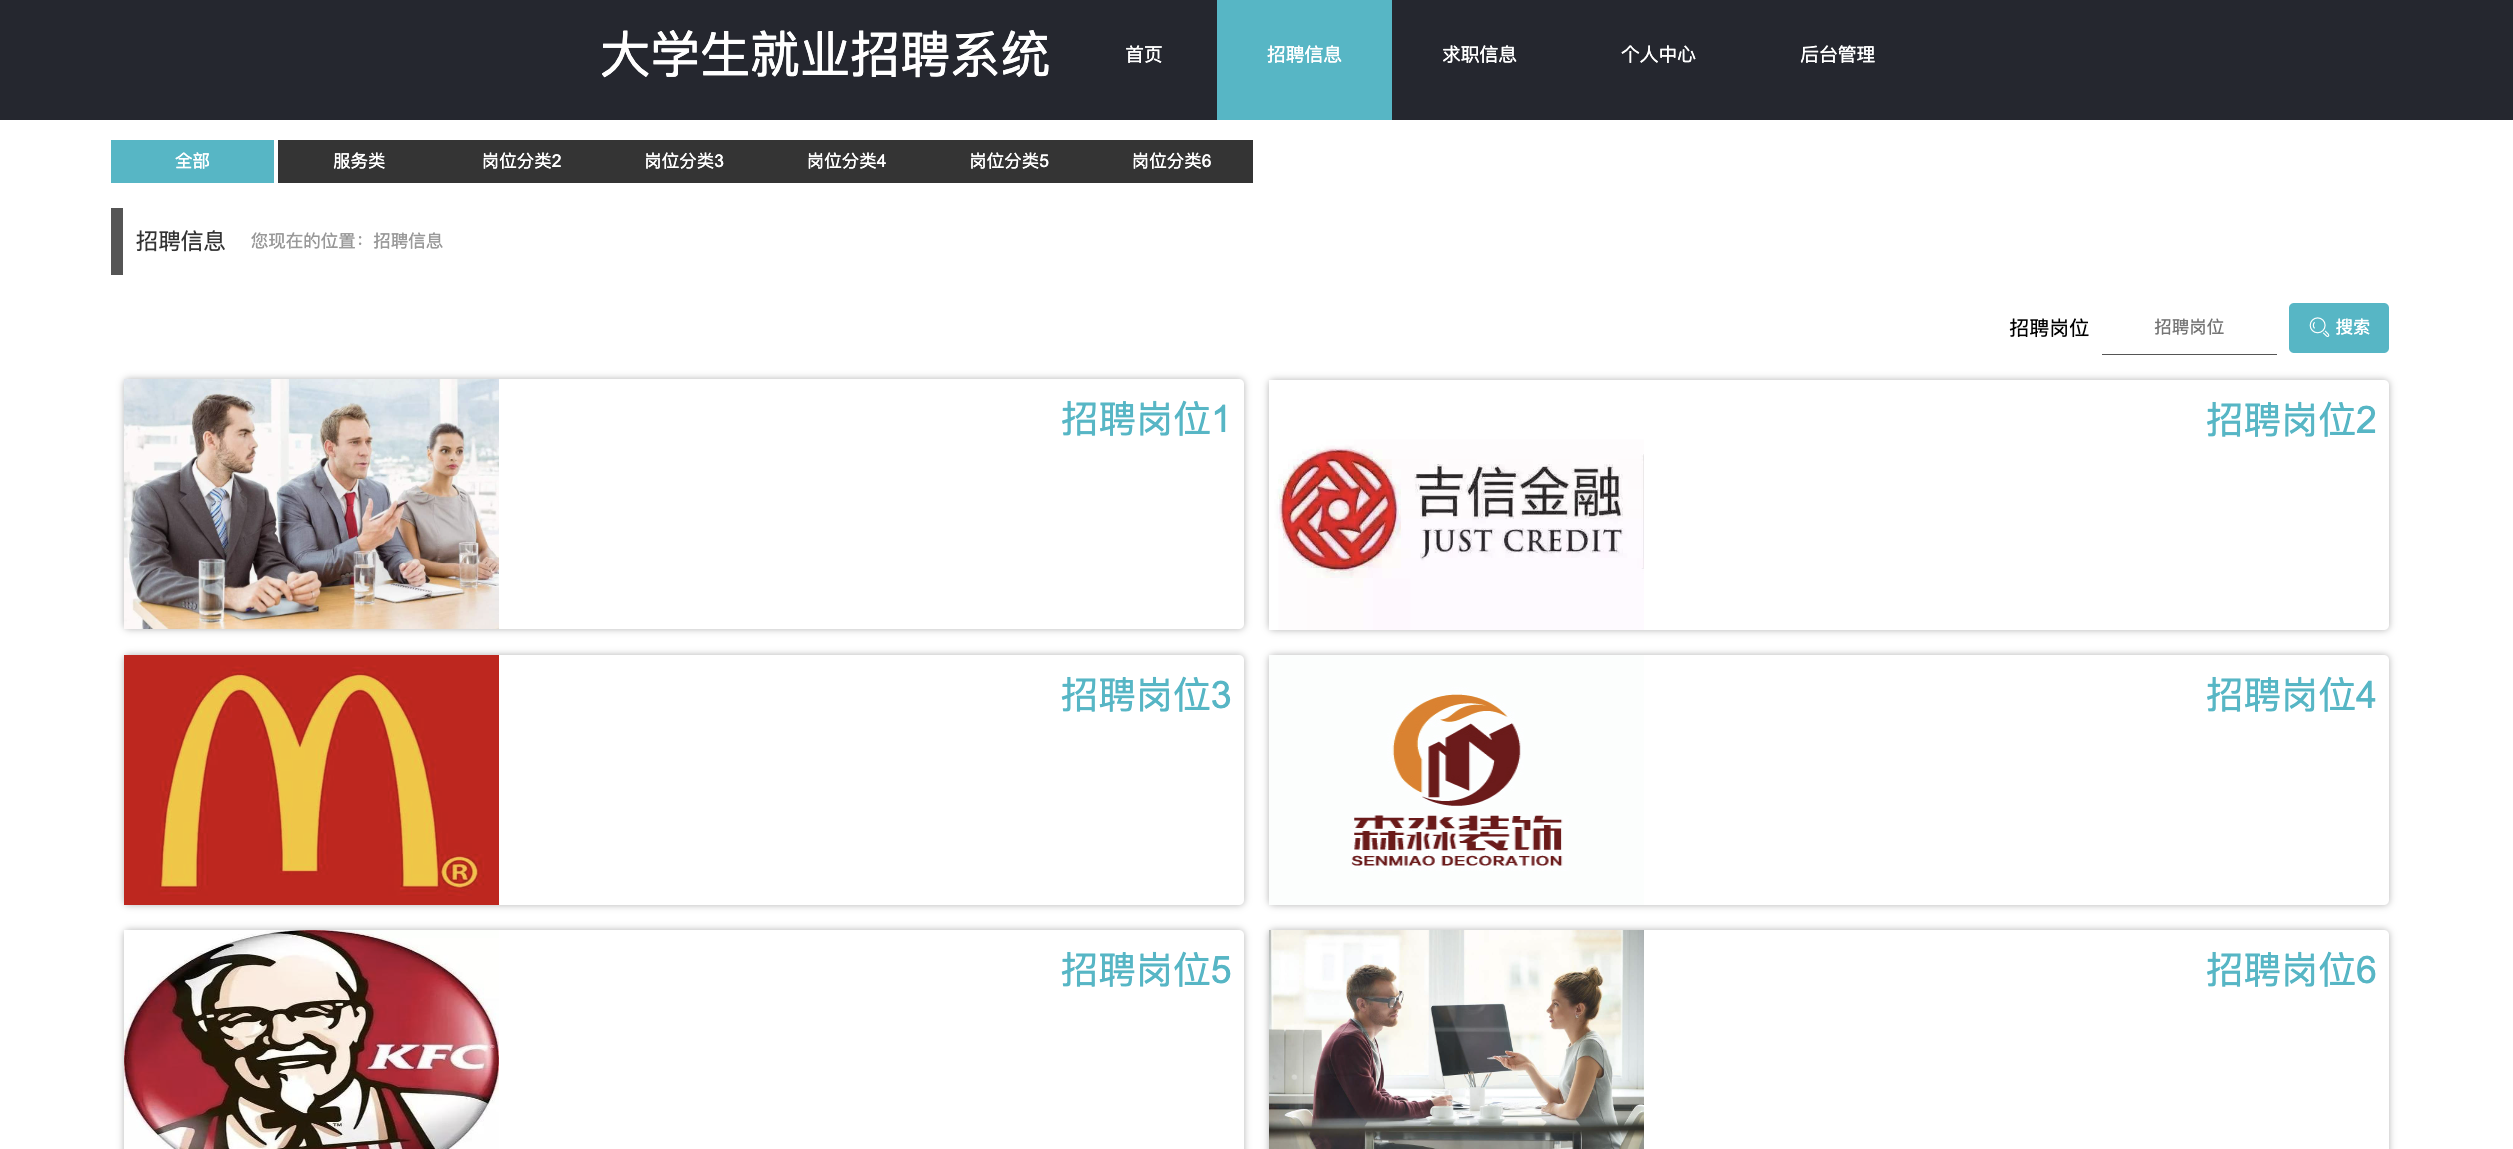 大学生就业招聘系统
首页
招聘信息
求职信息
个人中心
后台管理
全部
服务类
岗位分类2
岗位分类3
岗位分类4
岗位分类5
岗位分类6
招聘信息
您现在的位置：招聘信息
招聘岗位
招聘岗位
搜索
招聘岗位1
招聘岗位2
吉信金融
JUST CREDIT
招聘岗位3
®
招聘岗位4
森淼装饰
SENMIAO DECORATION
招聘岗位5
KFC
TM
招聘岗位6